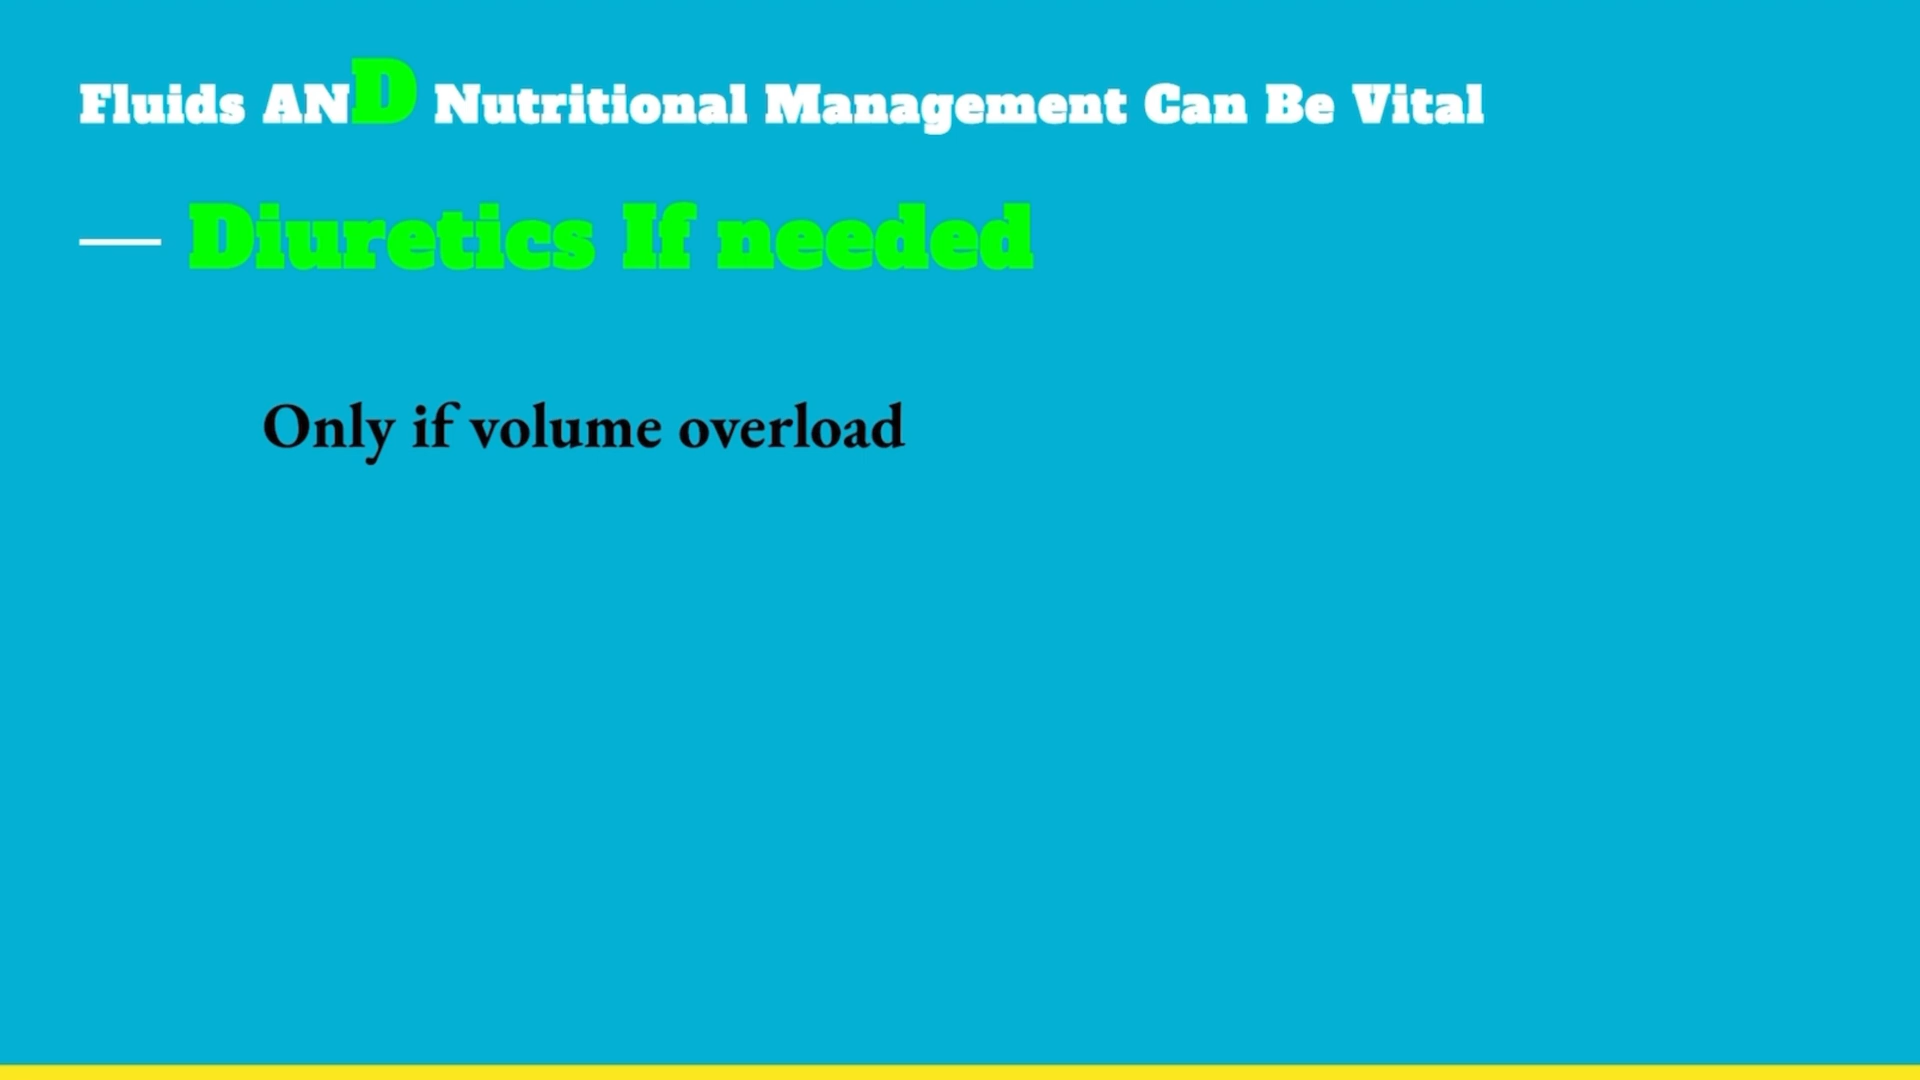 Fluids AND Nutritional Management Can Be Vital
— Diuretics If needed
Only if volume overload